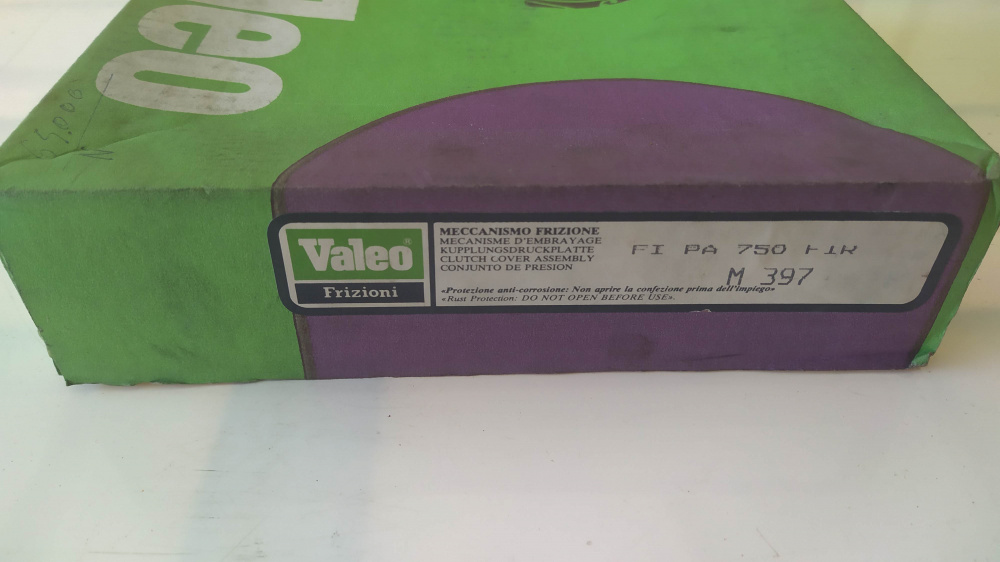 Valeo
Frizioni
MECCANISMO FRIZIONE
MECANISME D'EMBRAYAGE
KUPPLUNGSDRUCKPLATTE
CLUTCH COVER ASSEMBLY
CONJUNTO DE PRESION
«Protezione anti-corrosione: Non aprire la confezione prima dell'impiego»
«Rust Protection: DO NOT OPEN BEFORE USE».
FI PA 750 F1R
M 397